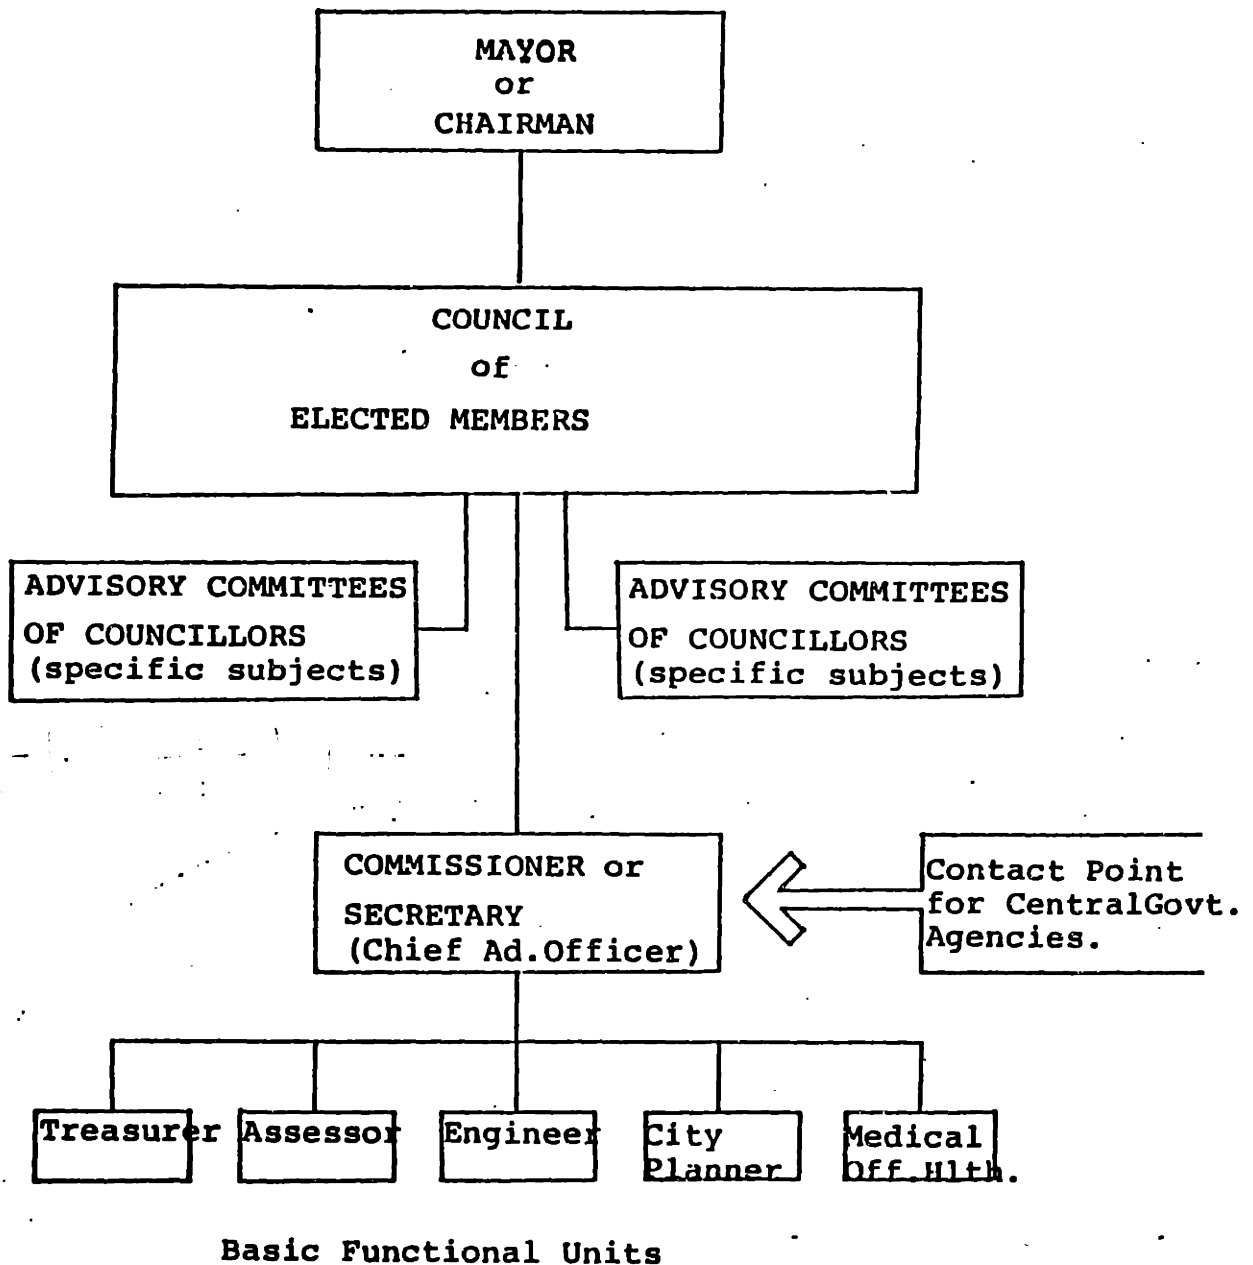 MAYOR
or
CHAIRMAN
COUNCIL
of
ELECTED MEMBERS
ADVISORY COMMITTEES
OF COUNCILLORS
(specific subjects)
ADVISORY COMMITTEES
OF COUNCILLORS
(specific subjects)
COMMISSIONER or
SECRETARY
(Chief Ad.Officer)
Contact Point
for CentralGovt.
Agencies.
Treasurer
Assessor
Engineer
City
Planner
Medical
Off.Hlth.
Basic Functional Units